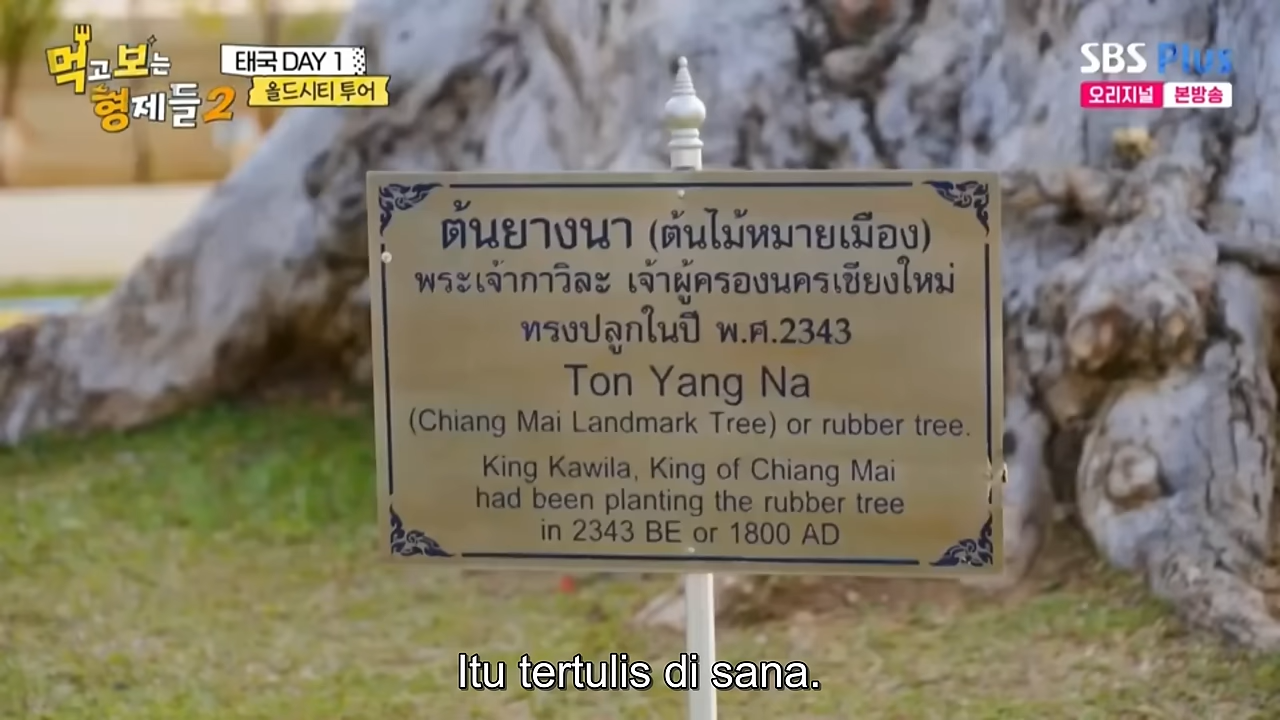 먹고 보는
형제들2
태국 DAY 1
올드시티 투어
SBS Plus
오리지널 본방송
ต้นยางนา (ต้นไม้หมายเมือง)
พระเจ้ากาวิละ เจ้าผู้ครองนครเชียงใหม่
ทรงปลูกในปี พ.ศ.2343
Ton Yang Na
(Chiang Mai Landmark Tree) or rubber tree.
King Kawila, King of Chiang Mai
had been planting the rubber tree
in 2343 BE or 1800 AD
Itu tertulis di sana.